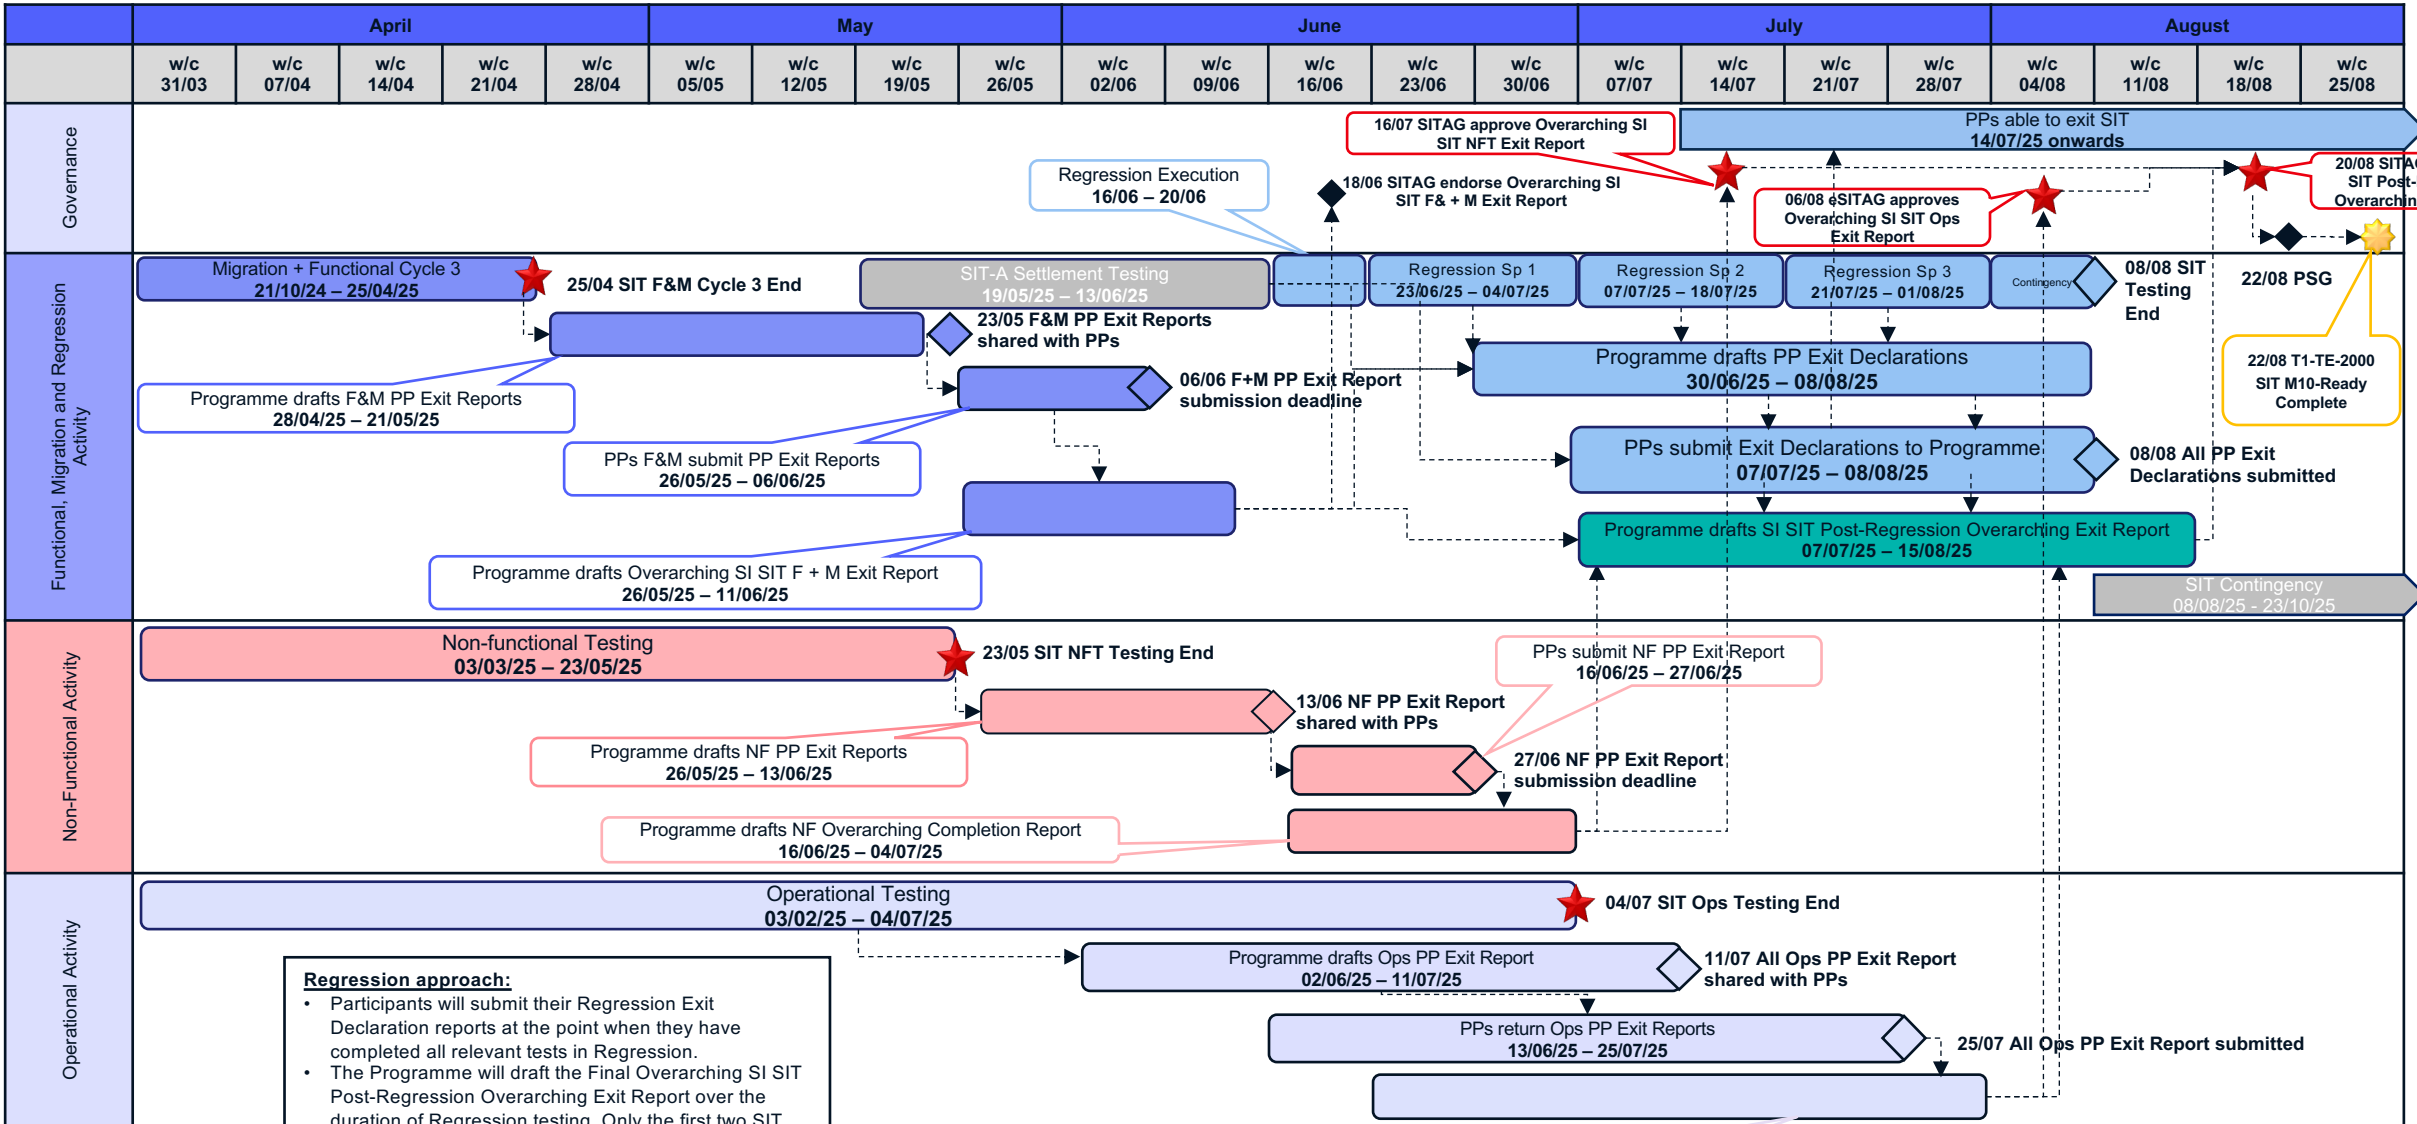 April
May
June
July
August
w/c
31/03
w/c
07/04
w/c
14/04
w/c
21/04
w/c
28/04
w/c
05/05
w/c
12/05
w/c
19/05
w/c
26/05
w/c
02/06
w/c
09/06
w/c
16/06
w/c
23/06
w/c
30/06
w/c
07/07
w/c
14/07
w/c
21/07
w/c
28/07
w/c
04/08
w/c
11/08
w/c
18/08
w/c
25/08
Governance
PPs able to exit SIT
14/07/25 onwards
16/07 SITAG approve Overarching SI
SIT NFT Exit Report
Regression Execution
16/06 – 20/06
18/06 SITAG endorse Overarching SI
SIT F& + M Exit Report
06/08 eSITAG approves
Overarching SI SIT Ops
Exit Report
20/08 SITAG
SIT Post-
Overarching
Functional, Migration and Regression
Activity
Migration + Functional Cycle 3
21/10/24 – 25/04/25
25/04 SIT F&M Cycle 3 End
SIT-A Settlement Testing
19/05/25 – 13/06/25
Regression Sp 1
23/06/25 – 04/07/25
Regression Sp 2
07/07/25 – 18/07/25
Regression Sp 3
21/07/25 – 01/08/25
Contingency
08/08 SIT
Testing
End
22/08 PSG
23/05 F&M PP Exit Reports
shared with PPs
Programme drafts PP Exit Declarations
30/06/25 – 08/08/25
22/08 T1-TE-2000
SIT M10-Ready
Complete
Programme drafts F&M PP Exit Reports
28/04/25 – 21/05/25
06/06 F+M PP Exit Report
submission deadline
PPs F&M submit PP Exit Reports
26/05/25 – 06/06/25
PPs submit Exit Declarations to Programme
07/07/25 – 08/08/25
08/08 All PP Exit
Declarations submitted
Programme drafts SI SIT Post-Regression Overarching Exit Report
07/07/25 – 15/08/25
Programme drafts Overarching SI SIT F + M Exit Report
26/05/25 – 11/06/25
SIT Contingency
08/08/25 - 23/10/25
Non-Functional Activity
Non-functional Testing
03/03/25 – 23/05/25
23/05 SIT NFT Testing End
PPs submit NF PP Exit Report
16/06/25 – 27/06/25
13/06 NF PP Exit Report
shared with PPs
Programme drafts NF PP Exit Reports
26/05/25 – 13/06/25
27/06 NF PP Exit Report
submission deadline
Programme drafts NF Overarching Completion Report
16/06/25 – 04/07/25
Operational Activity
Operational Testing
03/02/25 – 04/07/25
04/07 SIT Ops Testing End
Programme drafts Ops PP Exit Report
02/06/25 – 11/07/25
11/07 All Ops PP Exit Report
shared with PPs
PPs return Ops PP Exit Reports
13/06/25 – 25/07/25
25/07 All Ops PP Exit Report submitted
Regression approach:
• Participants will submit their Regression Exit
Declaration reports at the point when they have
completed all relevant tests in Regression.
• The Programme will draft the Final Overarching SI SIT
Post-Regression Overarching Exit Report over the
duration of Regression testing. Only the first two SIT